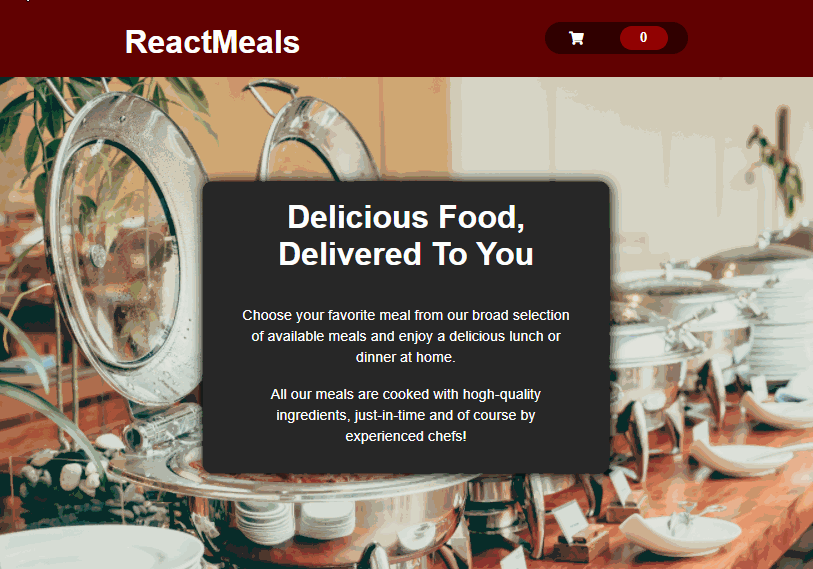 ReactMeals
0
Delicious Food,
Delivered To You
Choose your favorite meal from our broad selection
of available meals and enjoy a delicious lunch or
dinner at home.
All our meals are cooked with hogh-quality
ingredients, just-in-time and of course by
experienced chefs!